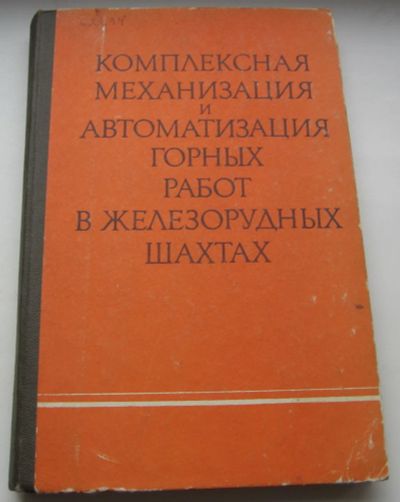 КОМПЛЕКСНАЯ
МЕХАНИЗАЦИЯ
И
АВТОМАТИЗАЦИЯ
ГОРНЫХ
РАБОТ
В ЖЕЛЕЗОРУДНЫХ
ШАХТАХ